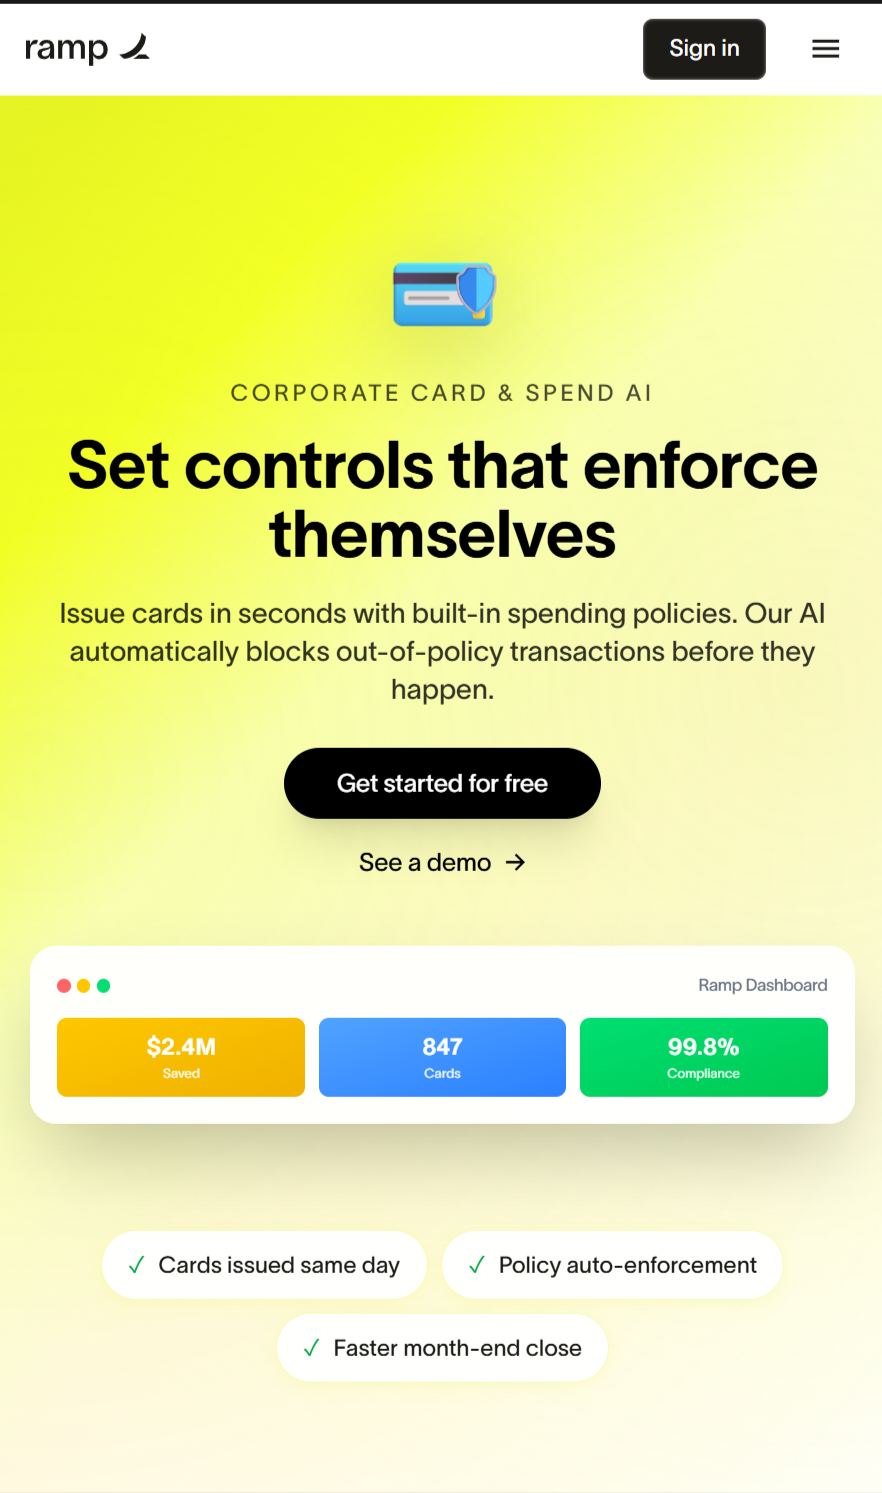 ramp
Sign in
CORPORATE CARD & SPEND AI
Set controls that enforce
themselves
Issue cards in seconds with built-in spending policies. Our AI
automatically blocks out-of-policy transactions before they
happen.
Get started for free
See a demo →
Ramp Dashboard
$2.4M
Saved
847
Cards
99.8%
Compliance
✓ Cards issued same day
✓ Policy auto-enforcement
✓ Faster month-end close